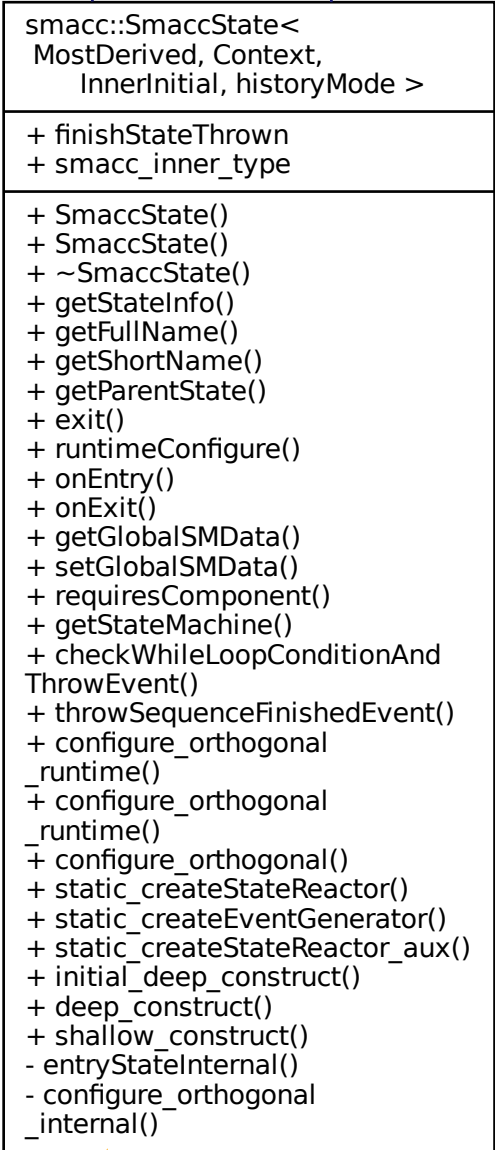 smacc::SmaccState<
MostDerived, Context,
InnerInitial, historyMode >
+ finishStateThrown
+ smacc_inner_type
+ SmaccState()
+ SmaccState()
+ ~SmaccState()
+ getStateInfo()
+ getFullName()
+ getShortName()
+ getParentState()
+ exit()
+ runtimeConfigure()
+ onEntry()
+ onExit()
+ getGlobalSMData()
+ setGlobalSMData()
+ requiresComponent()
+ getStateMachine()
+ checkWhileLoopConditionAnd
ThrowEvent()
+ throwSequenceFinishedEvent()
+ configure_orthogonal
_runtime()
+ configure_orthogonal
_runtime()
+ configure_orthogonal()
+ static_createStateReactor()
+ static_createEventGenerator()
+ static_createStateReactor_aux()
+ initial_deep_construct()
+ deep_construct()
+ shallow_construct()
- entryStateInternal()
- configure_orthogonal
_internal()